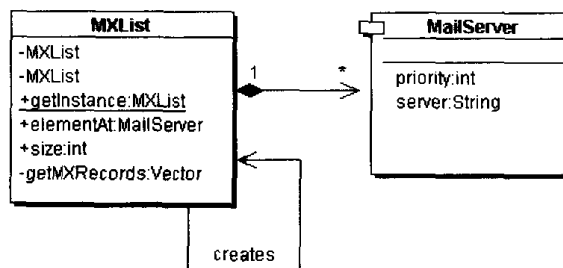 MXList
-MXList
-MXList
+getInstance:MXList
+elementAt:MailServer
+size:int
-getMXRecords:Vector
1
*
MailServer
priority:int
server:String
creates